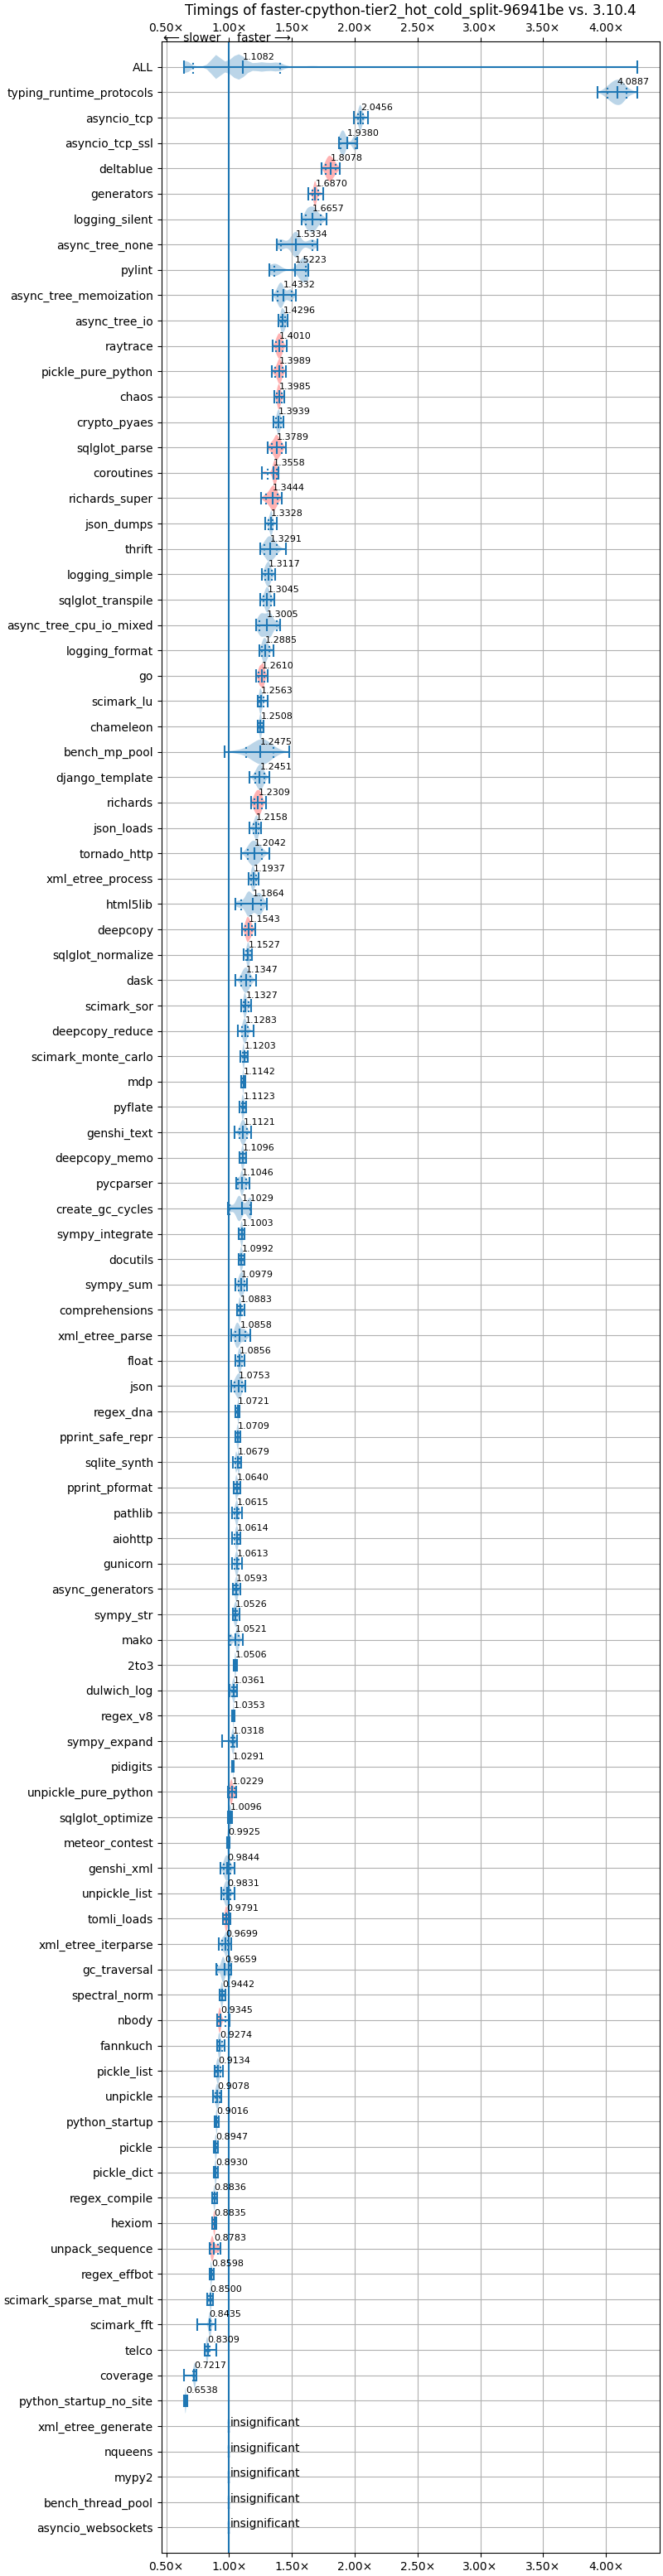 Timings of faster-cpython-tier2_hot_cold_split-96941be vs. 3.10.4
0.50× 1.00× 1.50× 2.00× 2.50× 3.00× 3.50× 4.00×
⟵ slower faster ⟶
ALL 1.1082
typing_runtime_protocols 4.0887
asyncio_tcp 2.0456
asyncio_tcp_ssl 1.9380
deltablue 1.8078
generators 1.6870
logging_silent 1.6657
async_tree_none 1.5334
pylint 1.5223
async_tree_memoization 1.4332
async_tree_io 1.4296
raytrace 1.4010
pickle_pure_python 1.3989
chaos 1.3985
crypto_pyaes 1.3939
sqlglot_parse 1.3789
coroutines 1.3558
richards_super 1.3444
json_dumps 1.3328
thrift 1.3291
logging_simple 1.3117
sqlglot_transpile 1.3045
async_tree_cpu_io_mixed 1.3005
logging_format 1.2885
go 1.2610
scimark_lu 1.2563
chameleon 1.2508
bench_mp_pool 1.2475
django_template 1.2451
richards 1.2309
json_loads 1.2158
tornado_http 1.2042
xml_etree_process 1.1937
html5lib 1.1864
deepcopy 1.1543
sqlglot_normalize 1.1527
dask 1.1347
scimark_sor 1.1327
deepcopy_reduce 1.1283
scimark_monte_carlo 1.1203
mdp 1.1142
pyflate 1.1123
genshi_text 1.1121
deepcopy_memo 1.1096
pycparser 1.1046
create_gc_cycles 1.1029
sympy_integrate 1.1003
docutils 1.0992
sympy_sum 1.0979
comprehensions 1.0883
xml_etree_parse 1.0858
float 1.0856
json 1.0753
regex_dna 1.0721
pprint_safe_repr 1.0709
sqlite_synth 1.0679
pprint_pformat 1.0640
pathlib 1.0615
aiohttp 1.0614
gunicorn 1.0613
async_generators 1.0593
sympy_str 1.0526
mako 1.0521
2to3 1.0506
dulwich_log 1.0361
regex_v8 1.0353
sympy_expand 1.0318
pidigits 1.0291
unpickle_pure_python 1.0229
sqlglot_optimize 1.0096
meteor_contest 0.9925
genshi_xml 0.9844
unpickle_list 0.9831
tomli_loads 0.9791
xml_etree_iterparse 0.9699
gc_traversal 0.9659
spectral_norm 0.9442
nbody 0.9345
fannkuch 0.9274
pickle_list 0.9134
unpickle 0.9078
python_startup 0.9016
pickle 0.8947
pickle_dict 0.8930
regex_compile 0.8836
hexiom 0.8835
unpack_sequence 0.8783
regex_effbot 0.8598
scimark_sparse_mat_mult 0.8500
scimark_fft 0.8435
telco 0.8309
coverage 0.7217
python_startup_no_site 0.6538
xml_etree_generate insignificant
nqueens insignificant
mypy2 insignificant
bench_thread_pool insignificant
asyncio_websockets insignificant
0.50× 1.00× 1.50× 2.00× 2.50× 3.00× 3.50× 4.00×